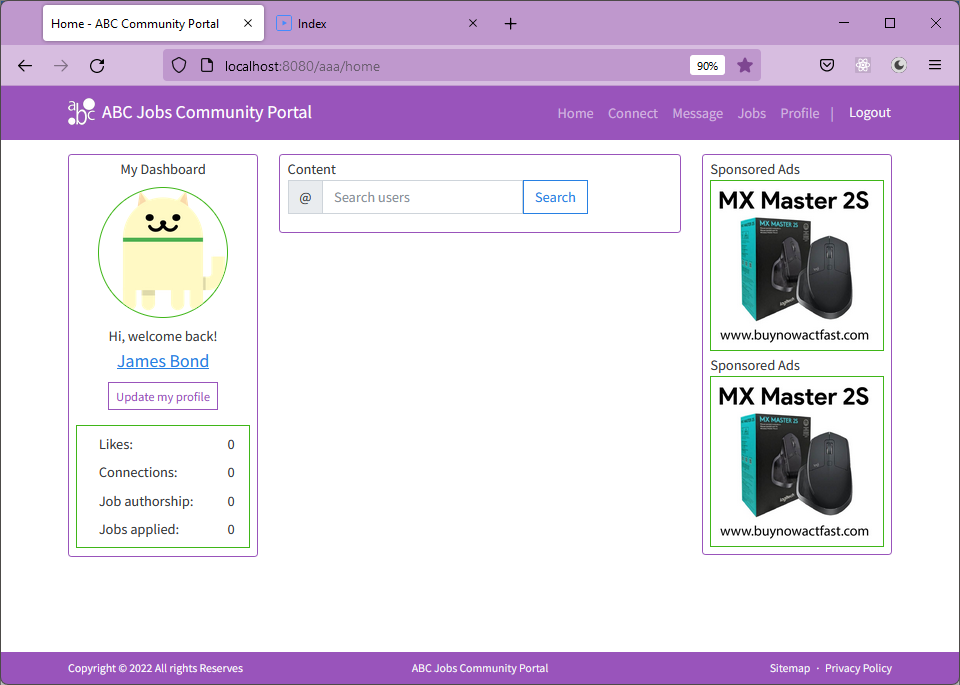 Home - ABC Community Portal
Index
localhost:8080/aaa/home
90%
abc ABC Jobs Community Portal
Home Connect Message Jobs Profile | Logout
My Dashboard
Hi, welcome back!
James Bond
Update my profile
Likes: 0
Connections: 0
Job authorship: 0
Jobs applied: 0
Content
@ Search users Search
Sponsored Ads
MX Master 2S
MX MASTER 2S
logitech
www.buynowactfast.com
Sponsored Ads
MX Master 2S
MX MASTER 2S
logitech
www.buynowactfast.com
Copyright © 2022 All rights Reserves
ABC Jobs Community Portal
Sitemap · Privacy Policy